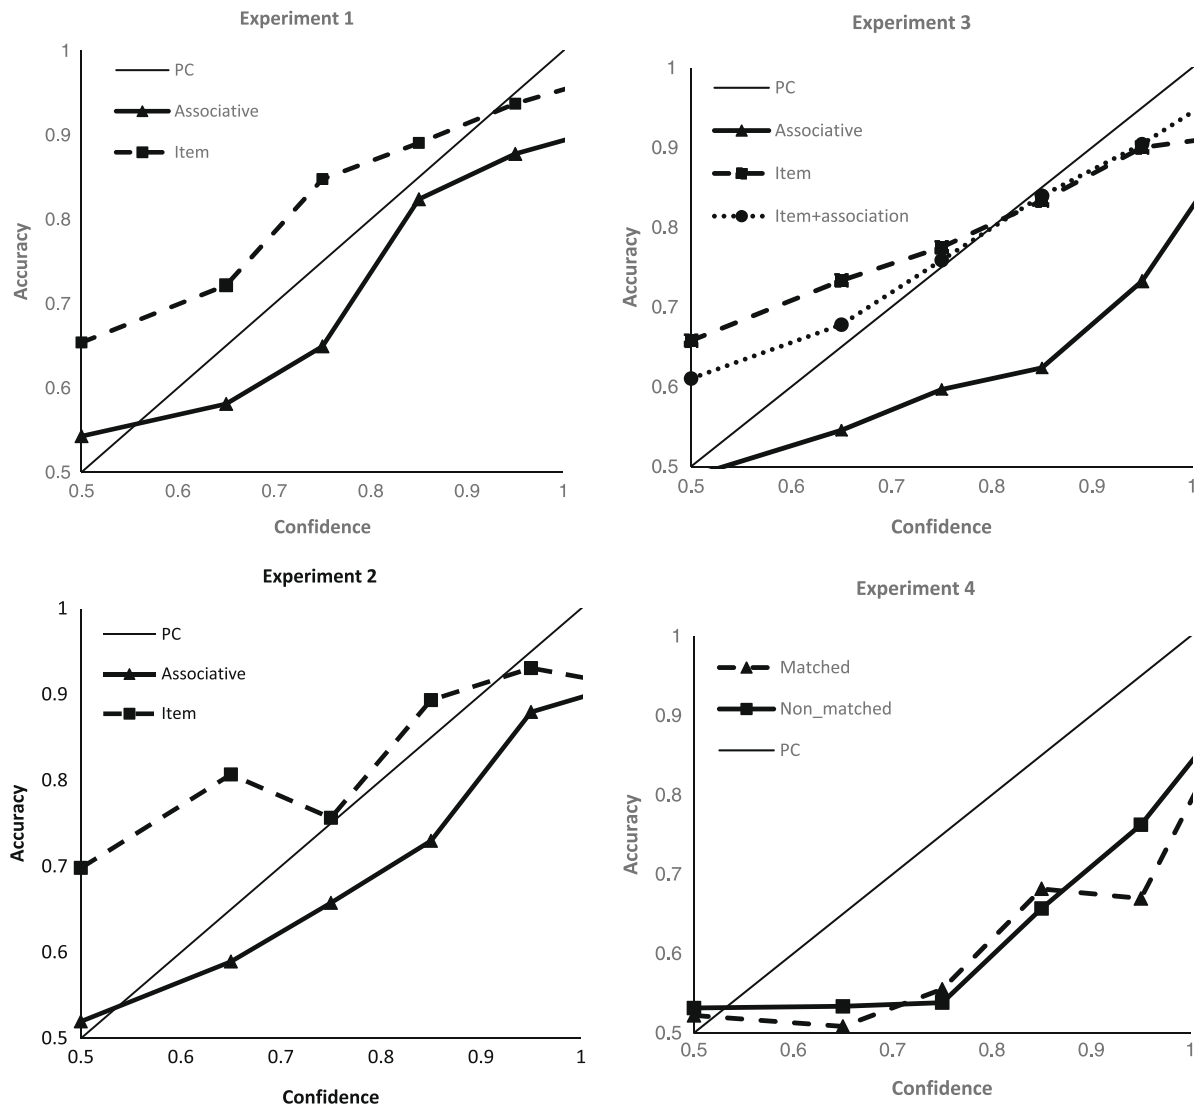 Experiment 1
PC
Associative
Item
1
0.9
0.8
0.7
0.6
0.5
Accuracy
0.5 0.6 0.7 0.8 0.9 1
Confidence
Experiment 3
PC
Associative
Item
Item+association
1
0.9
0.8
0.7
0.6
0.5
Accuracy
0.5 0.6 0.7 0.8 0.9 1
Confidence
Experiment 2
PC
Associative
Item
1
0.9
0.8
0.7
0.6
0.5
Accuracy
0.5 0.6 0.7 0.8 0.9 1
Confidence
Experiment 4
Matched
Non_matched
PC
1
0.9
0.8
0.7
0.6
0.5
Accuracy
0.5 0.6 0.7 0.8 0.9 1
Confidence